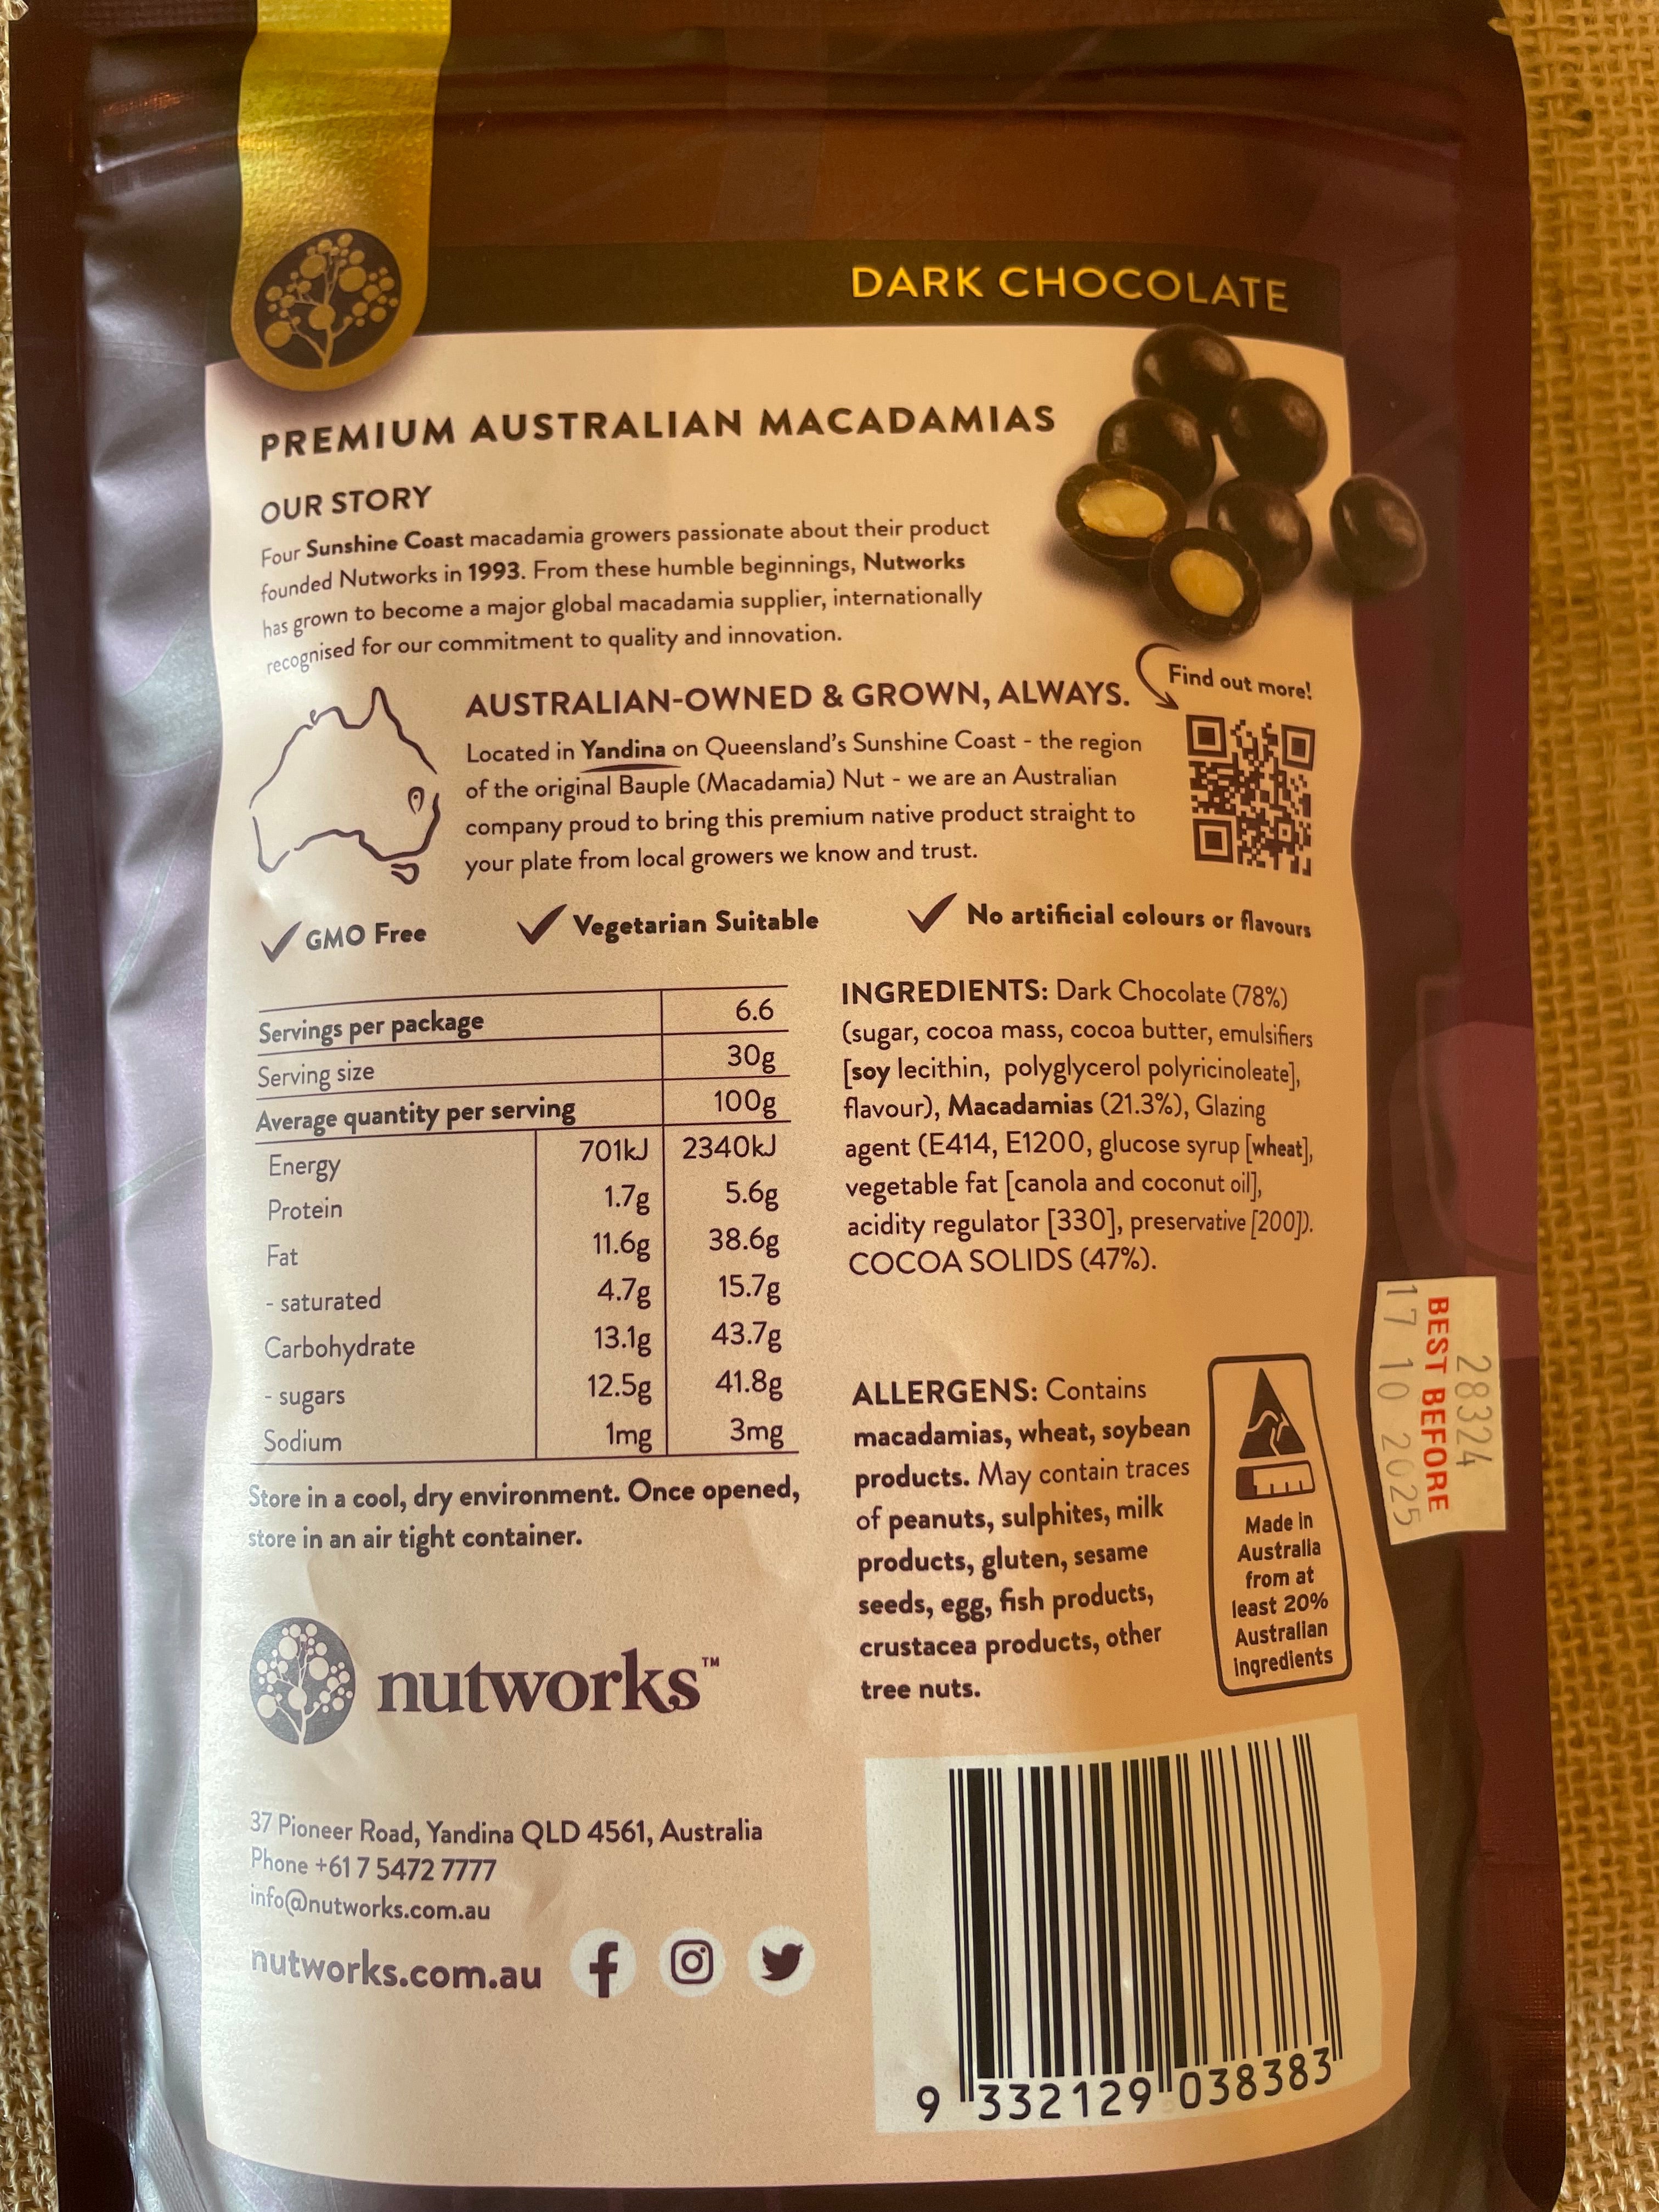 DARK CHOCOLATE
PREMIUM AUSTRALIAN MACADAMIAS
OUR STORY
Four Sunshine Coast macadamia growers passionate about their product
founded Nutworks in 1993. From these humble beginnings, Nutworks
has grown to become a major global macadamia supplier, internationally
recognised for our commitment to quality and innovation.
Find out more!
AUSTRALIAN-OWNED & GROWN, ALWAYS.
Located in Yandina on Queensland's Sunshine Coast - the region
of the original Bauple (Macadamia) Nut - we are an Australian
company proud to bring this premium native product straight to
your plate from local growers we know and trust.
GMO Free
Vegetarian Suitable
No artificial colours or flavours
Servings per package 6.6
Serving size 30g
Average quantity per serving 100g
Energy 701kJ 2340kJ
Protein 1.7g 5.6g
Fat 11.6g 38.6g
- saturated 4.7g 15.7g
Carbohydrate 13.1g 43.7g
- sugars 12.5g 41.8g
Sodium 1mg 3mg
Store in a cool, dry environment. Once opened,
store in an air tight container.
INGREDIENTS: Dark Chocolate (78%)
(sugar, cocoa mass, cocoa butter, emulsifiers
[soy lecithin, polyglycerol polyricinoleate],
flavour), Macadamias (21.3%), Glazing
agent (E414, E1200, glucose syrup [wheat],
vegetable fat [canola and coconut oil],
acidity regulator [330], preservative [200]).
COCOA SOLIDS (47%).
ALLERGENS: Contains
macadamias, wheat, soybean
products. May contain traces
of peanuts, sulphites, milk
products, gluten, sesame
seeds, egg, fish products,
crustacea products, other
tree nuts.
Made in
Australia
from at
least 20%
Australian
ingredients
28324
BEST BEFORE
17 10 2025
nutworks™
37 Pioneer Road, Yandina QLD 4561, Australia
Phone +61 7 5472 7777
info@nutworks.com.au
nutworks.com.au
9 332129 038383